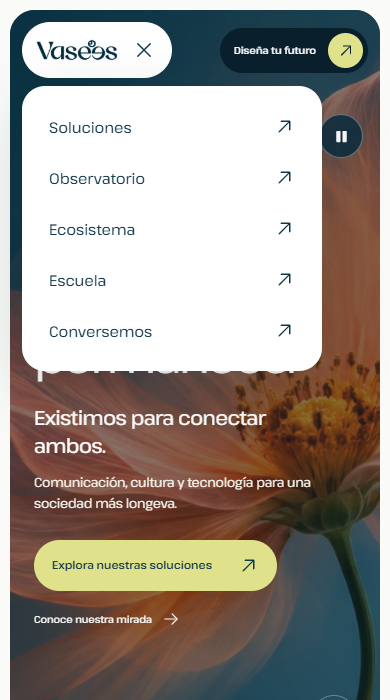 Vasees
Diseña tu futuro
Soluciones
Observatorio
Ecosistema
Escuela
Conversemos
Existimos para conectar
ambos.
Comunicación, cultura y tecnología para una
sociedad más longeva.
Explora nuestras soluciones
Conoce nuestra mirada